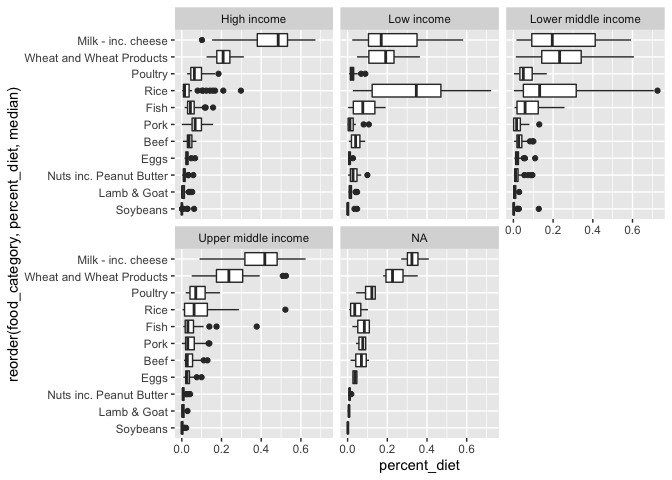 High income
Low income
Lower middle income
Milk - inc. cheese
Wheat and Wheat Products
Poultry
Rice
Fish
Pork
Beef
Eggs
Nuts inc. Peanut Butter
Lamb & Goat
Soybeans
0.0 0.2 0.4 0.6
Upper middle income
NA
Milk - inc. cheese
Wheat and Wheat Products
Poultry
Rice
Fish
Pork
Beef
Eggs
Nuts inc. Peanut Butter
Lamb & Goat
Soybeans
0.0 0.2 0.4 0.6
0.0 0.2 0.4 0.6
percent_diet
reorder(food_category, percent_diet, median)